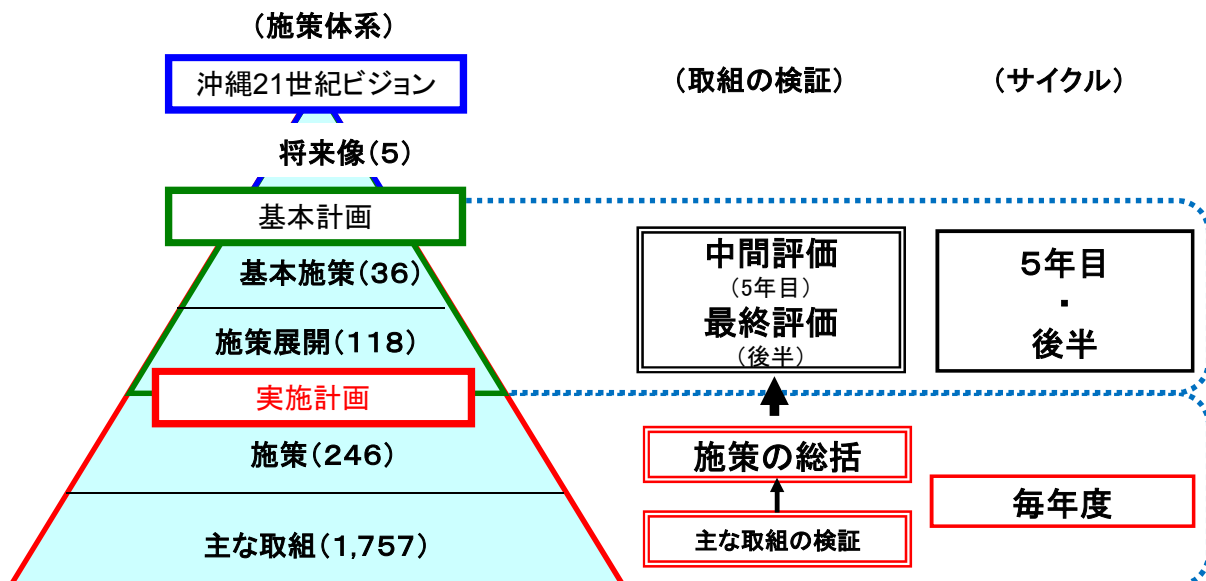 （施策体系）
沖縄21世紀ビジョン
将来像（5）
基本計画
基本施策（36）
施策展開（118）
実施計画
施策（246）
主な取組（1,757）
（取組の検証）
中間評価
（5年目）
最終評価
（後半）
施策の総括
主な取組の検証
（サイクル）
５年目
・
後半
毎年度